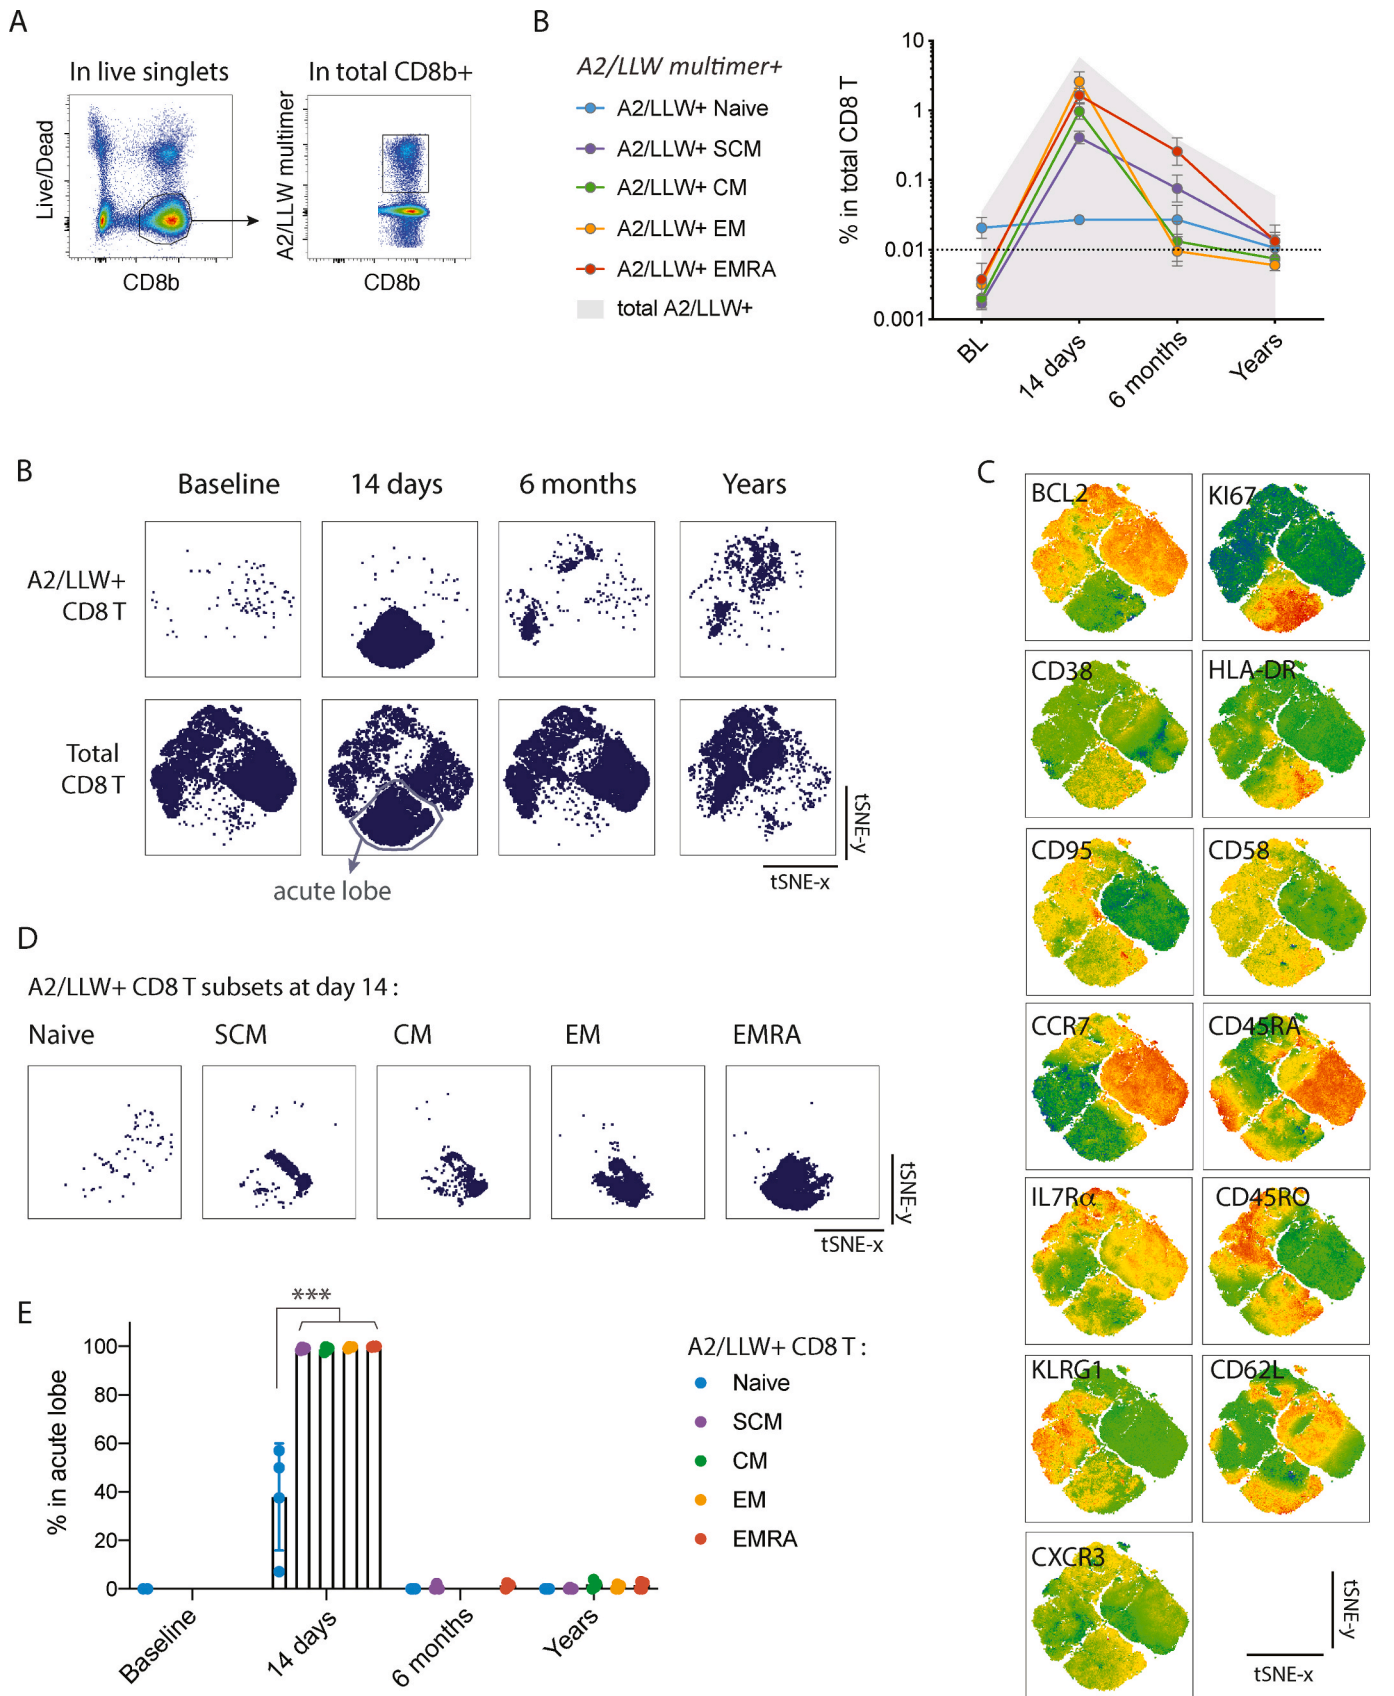 A
In live singlets
In total CD8b+
Live/Dead
CD8b
A2/LLW multimer
CD8b
B
A2/LLW multimer+
A2/LLW+ Naive
A2/LLW+ SCM
A2/LLW+ CM
A2/LLW+ EM
A2/LLW+ EMRA
total A2/LLW+
% in total CD8 T
10
1
0.1
0.01
0.001
BL
14 days
6 months
Years
B
Baseline
14 days
6 months
Years
A2/LLW+
CD8 T
Total
CD8 T
acute lobe
tSNE-y
tSNE-x
C
BCL2
KI67
CD38
HLA-DR
CD95
CD58
CCR7
CD45RA
IL7Rα
CD45RO
KLRG1
CD62L
CXCR3
tSNE-y
tSNE-x
D
A2/LLW+ CD8 T subsets at day 14 :
Naive
SCM
CM
EM
EMRA
tSNE-y
tSNE-x
E
***
% in acute lobe
100
80
60
40
20
0
Baseline
14 days
6 months
Years
A2/LLW+ CD8 T :
Naive
SCM
CM
EM
EMRA